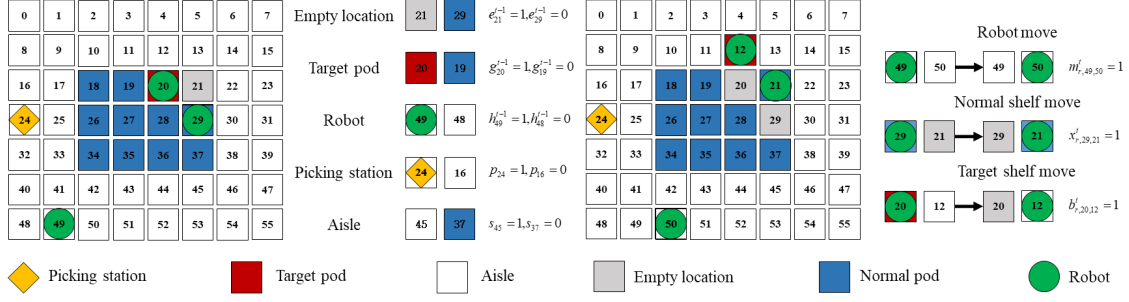 0 1 2 3 4 5 6 7
8 9 10 11 12 13 14 15
16 17 18 19 20 21 22 23
24 25 26 27 28 29 30 31
32 33 34 35 36 37 38 39
40 41 42 43 44 45 46 47
48 49 50 51 52 53 54 55
Empty location 21 29 e_{21}^{t-1}=1,e_{29}^{t-1}=0
Target pod 20 19 g_{20}^{t-1}=1,g_{19}^{t-1}=0
Robot 49 48 h_{49}^{t-1}=1,h_{48}^{t-1}=0
Picking station 24 16 p_{24}=1,p_{16}=0
Aisle 45 37 s_{45}=1,s_{37}=0
0 1 2 3 4 5 6 7
8 9 10 11 12 13 14 15
16 17 18 19 20 21 22 23
24 25 26 27 28 29 30 31
32 33 34 35 36 37 38 39
40 41 42 43 44 45 46 47
48 49 50 51 52 53 54 55
Robot move
49 50 49 50 m_{r,49,50}^{t}=1
Normal shelf move
29 21 29 21 x_{r,29,21}^{t}=1
Target shelf move
20 12 20 12 b_{r,20,12}^{t}=1
Picking station Target pod Aisle Empty location Normal pod Robot